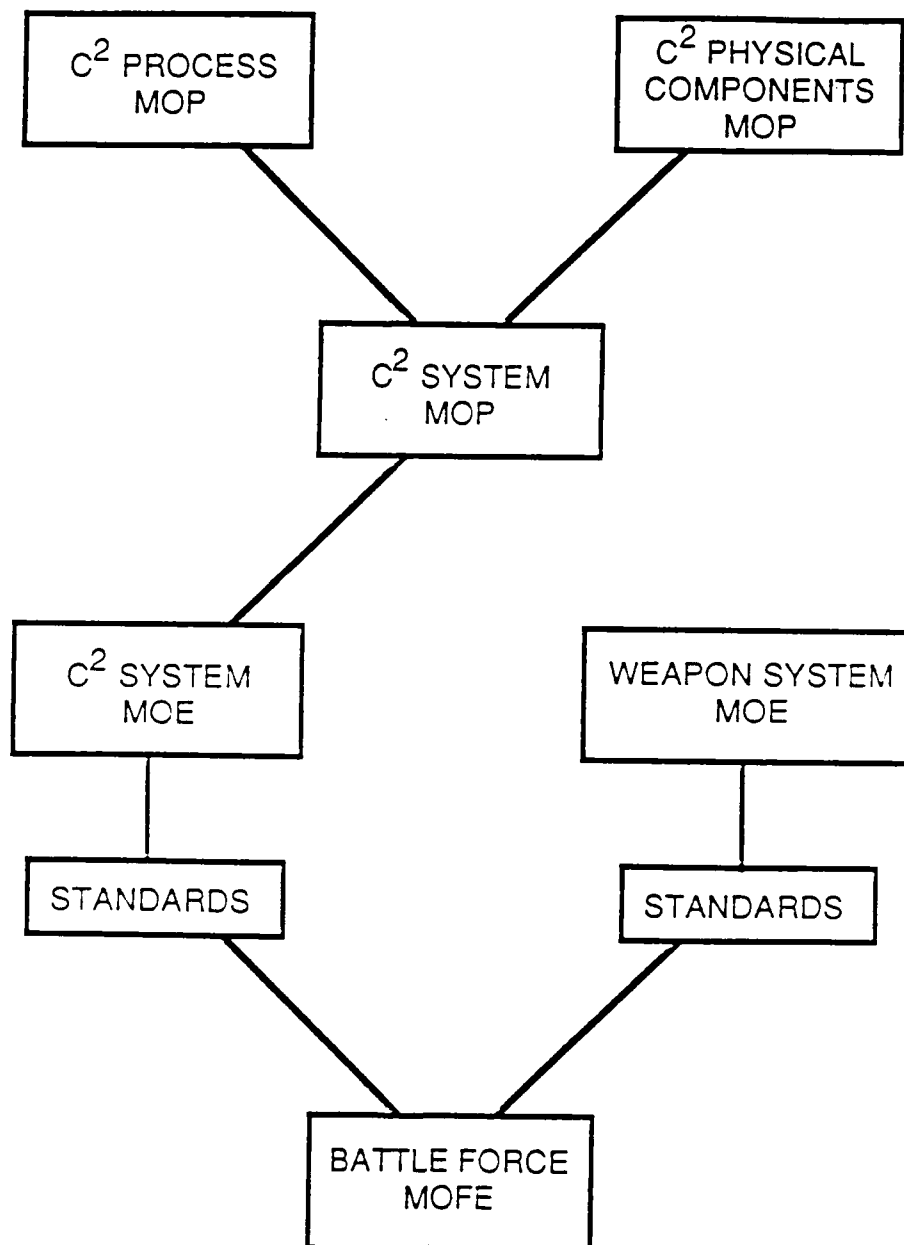 C² PROCESS
MOP
C² PHYSICAL
COMPONENTS
MOP
C² SYSTEM
MOP
C² SYSTEM
MOE
WEAPON SYSTEM
MOE
STANDARDS
STANDARDS
BATTLE FORCE
MOFE